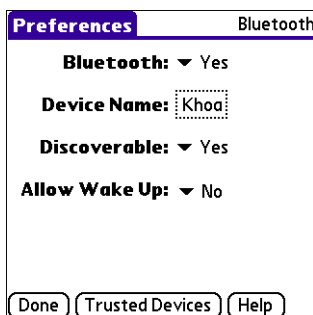 Preferences Bluetooth
Bluetooth: Yes
Device Name: Khoa
Discoverable: Yes
Allow Wake Up: No
Done Trusted Devices Help